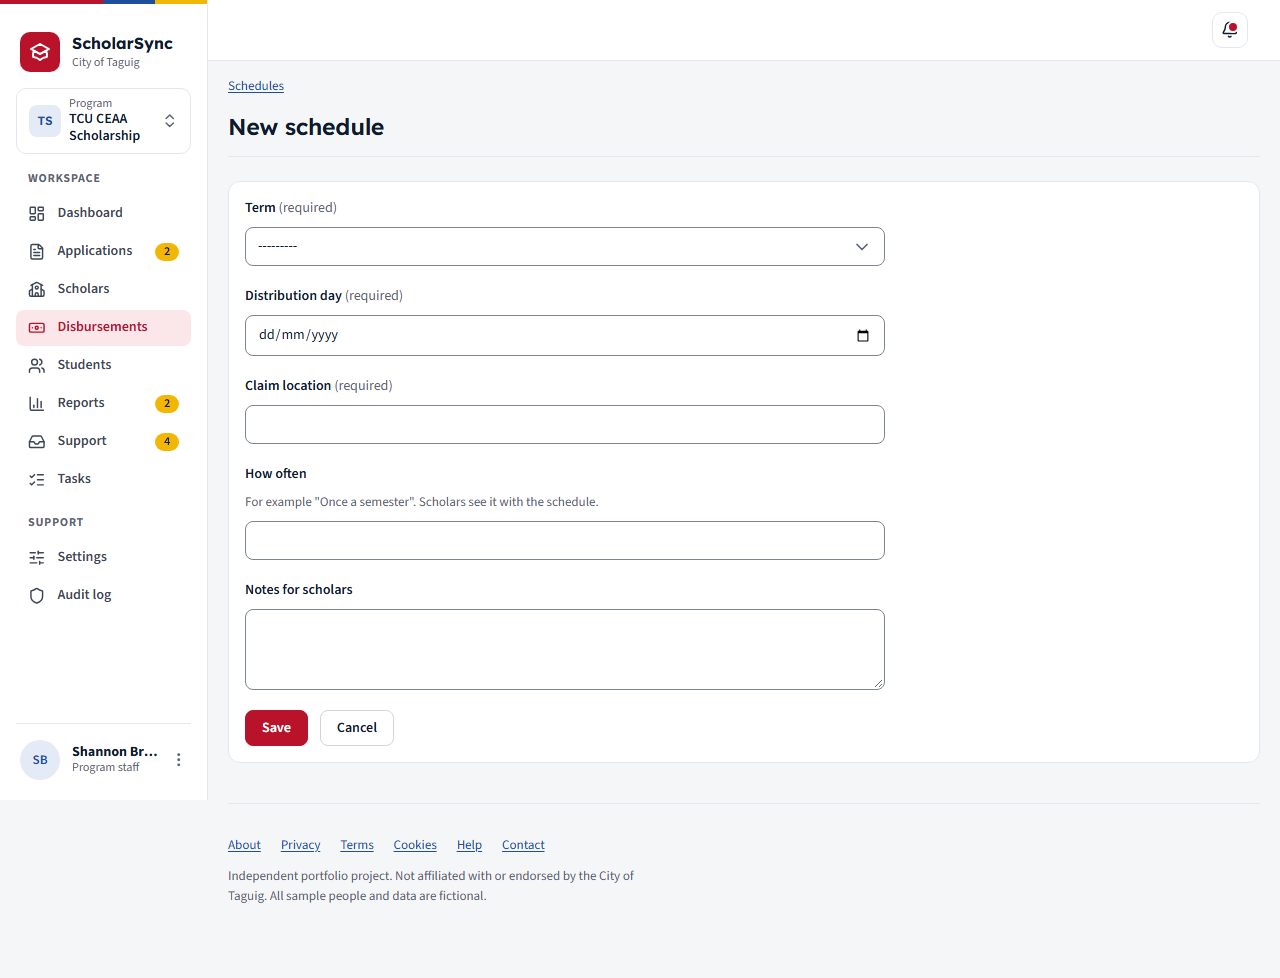 ScholarSync
City of Taguig
Program
TS
TCU CEAA
Scholarship
WORKSPACE
Dashboard
Applications 2
Scholars
Disbursements
Students
Reports 2
Support 4
Tasks
SUPPORT
Settings
Audit log
SB
Shannon Br...
Program staff
Schedules
New schedule
Term (required)
---------
Distribution day (required)
dd/mm/yyyy
Claim location (required)
How often
For example "Once a semester". Scholars see it with the schedule.
Notes for scholars
Save Cancel
About Privacy Terms Cookies Help Contact
Independent portfolio project. Not affiliated with or endorsed by the City of
Taguig. All sample people and data are fictional.